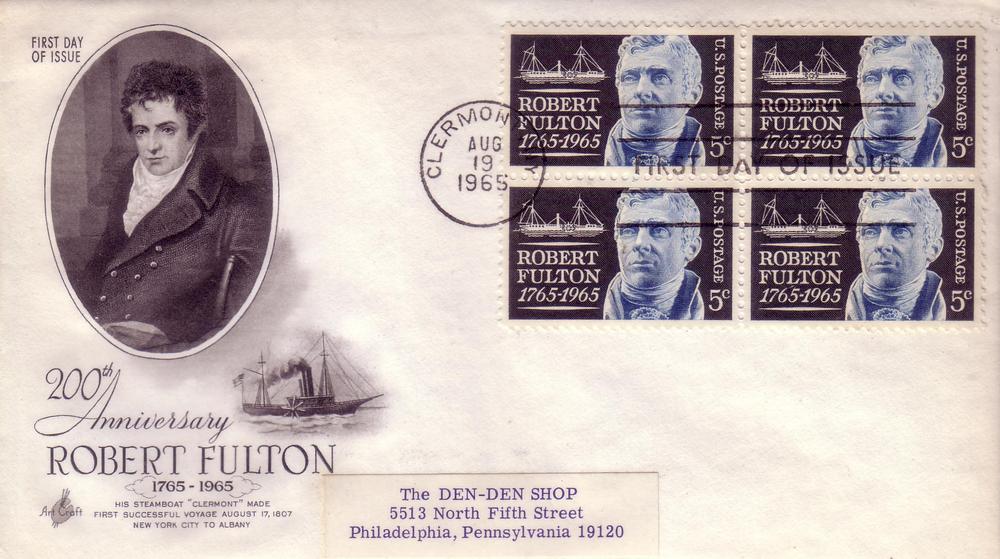 FIRST DAY
OF ISSUE
200th
Anniversary
ROBERT FULTON
1765 - 1965
HIS STEAMBOAT "CLERMONT" MADE
FIRST SUCCESSFUL VOYAGE AUGUST 17, 1807
NEW YORK CITY TO ALBANY
Art Craft
CLERMONT
AUG
19
1965
FIRST DAY OF ISSUE
ROBERT
FULTON
1765-1965
U.S. POSTAGE
5c
ROBERT
FULTON
1765-1965
U.S. POSTAGE
5c
ROBERT
FULTON
1765-1965
U.S. POSTAGE
5c
ROBERT
FULTON
1765-1965
U.S. POSTAGE
5c
The DEN-DEN SHOP
5513 North Fifth Street
Philadelphia, Pennsylvania 19120